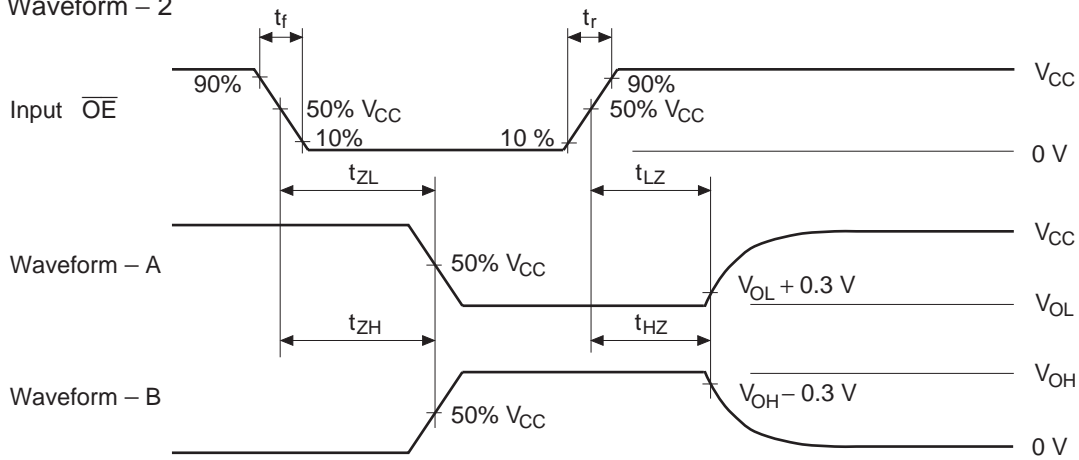 Waveform – 2
tf
tr
90%
90%
VCC
Input OE
50% VCC
50% VCC
10%
10 %
0 V
tZL
tLZ
VCC
Waveform – A
50% VCC
VOL + 0.3 V
VOL
tZH
tHZ
VOH
Waveform – B
50% VCC
VOH – 0.3 V
0 V